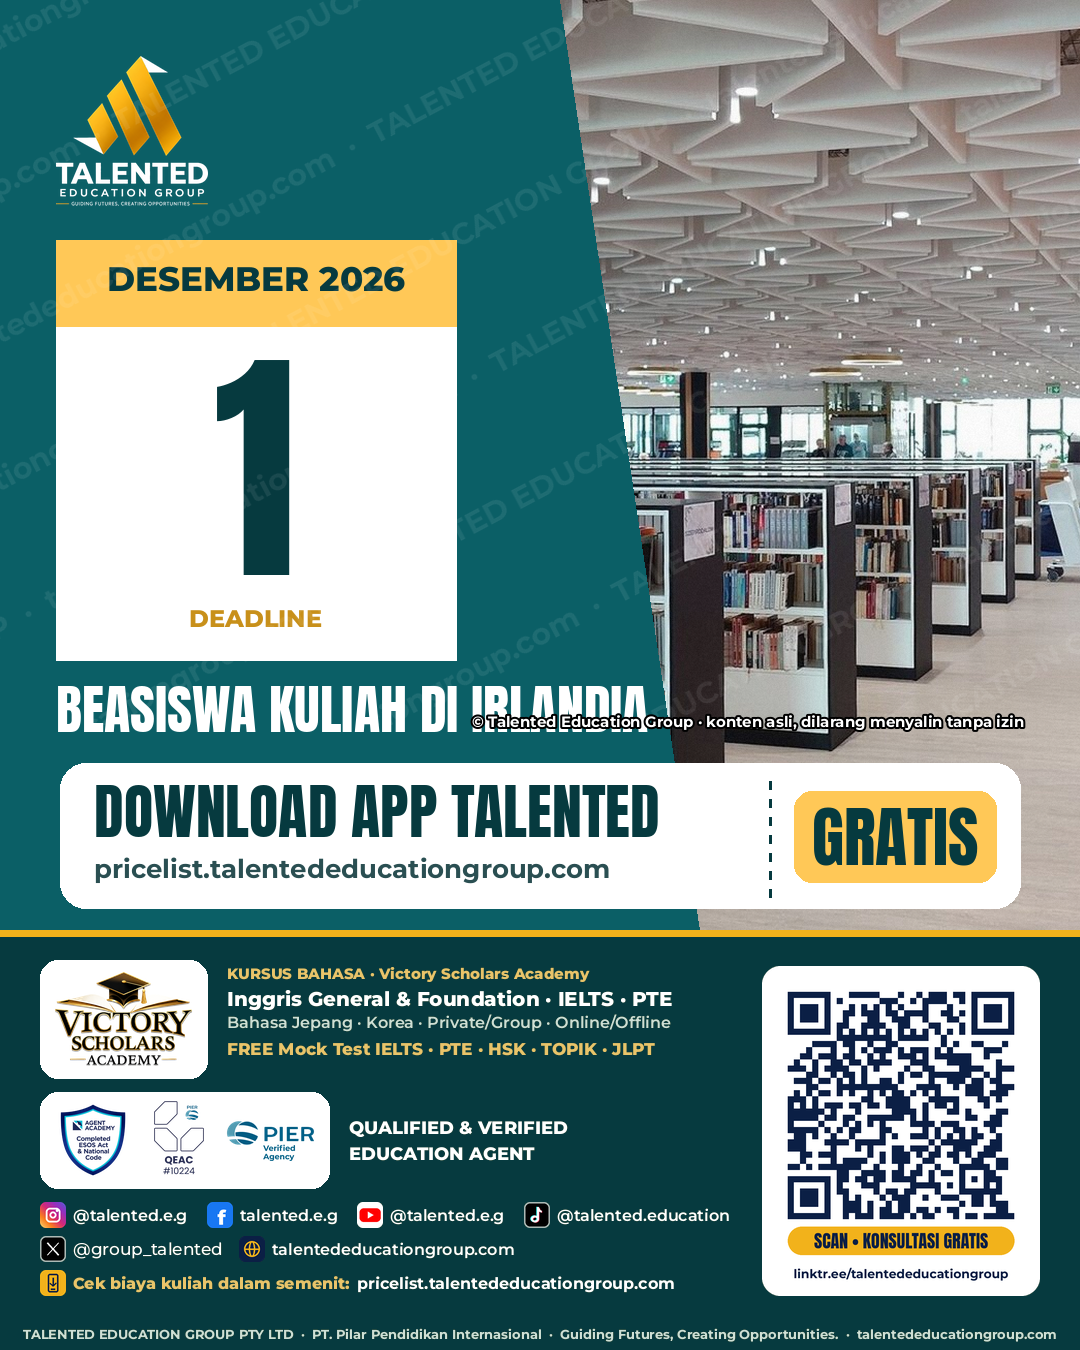 TALENTED
EDUCATION GROUP
GUIDING FUTURES, CREATING OPPORTUNITIES
DESEMBER 2026
1
DEADLINE
BEASISWA KULIAH DI IRLANDIA
© Talented Education Group · konten asli, dilarang menyalin tanpa izin
DOWNLOAD APP TALENTED
pricelist.talentededucationgroup.com
GRATIS
VICTORY
SCHOLARS
ACADEMY
KURSUS BAHASA · Victory Scholars Academy
Inggris General & Foundation · IELTS · PTE
Bahasa Jepang · Korea · Private/Group · Online/Offline
FREE Mock Test IELTS · PTE · HSK · TOPIK · JLPT
AGENT
ACADEMY
Completed
ESOS Act
& National
Code
PIER
QEAC
#10224
PIER
Verified
Agency
QUALIFIED & VERIFIED
EDUCATION AGENT
@talented.e.g talented.e.g @talented.e.g @talented.education
@group_talented talentededucationgroup.com
Cek biaya kuliah dalam semenit: pricelist.talentededucationgroup.com
SCAN • KONSULTASI GRATIS
linktr.ee/talentededucationgroup
TALENTED EDUCATION GROUP PTY LTD · PT. Pilar Pendidikan Internasional · Guiding Futures, Creating Opportunities. · talentededucationgroup.com